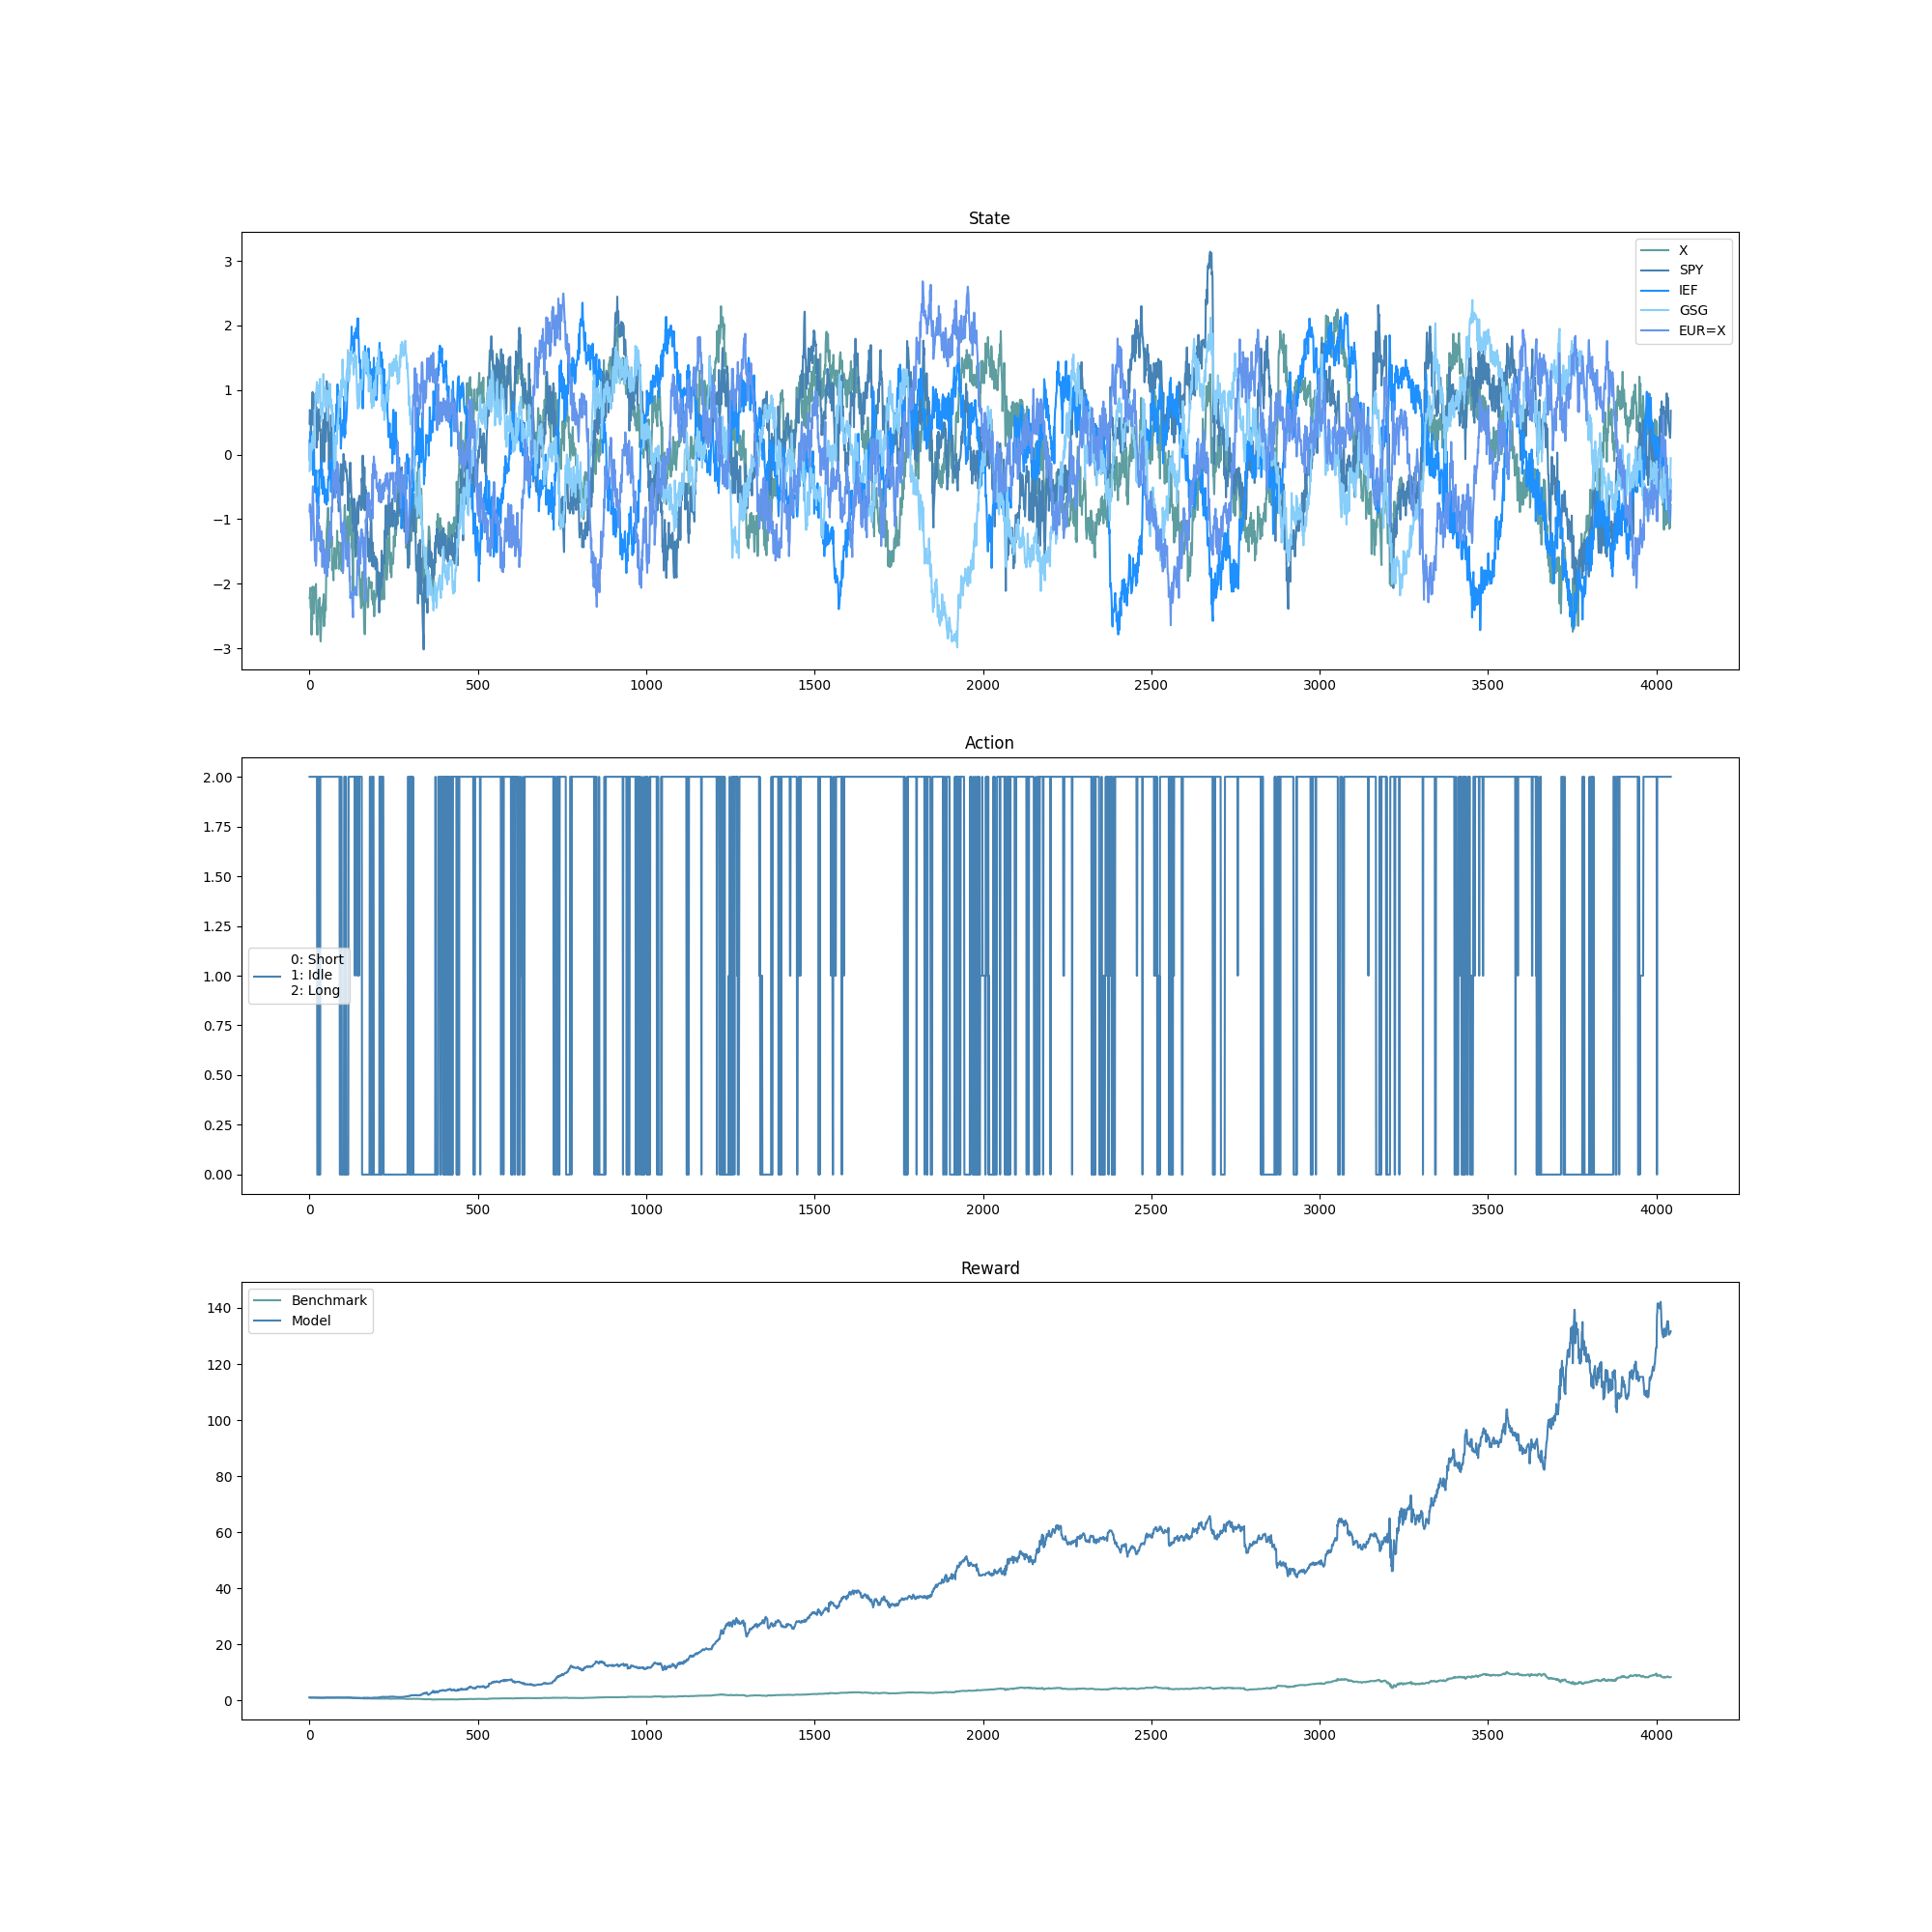 State
3
2
1
0
−1
−2
−3
X
SPY
IEF
GSG
EUR=X
0 500 1000 1500 2000 2500 3000 3500 4000
Action
2.00
1.75
1.50
1.25
1.00
0.75
0.50
0.25
0.00
0: Short
1: Idle
2: Long
0 500 1000 1500 2000 2500 3000 3500 4000
Reward
140
120
100
80
60
40
20
0
Benchmark
Model
0 500 1000 1500 2000 2500 3000 3500 4000